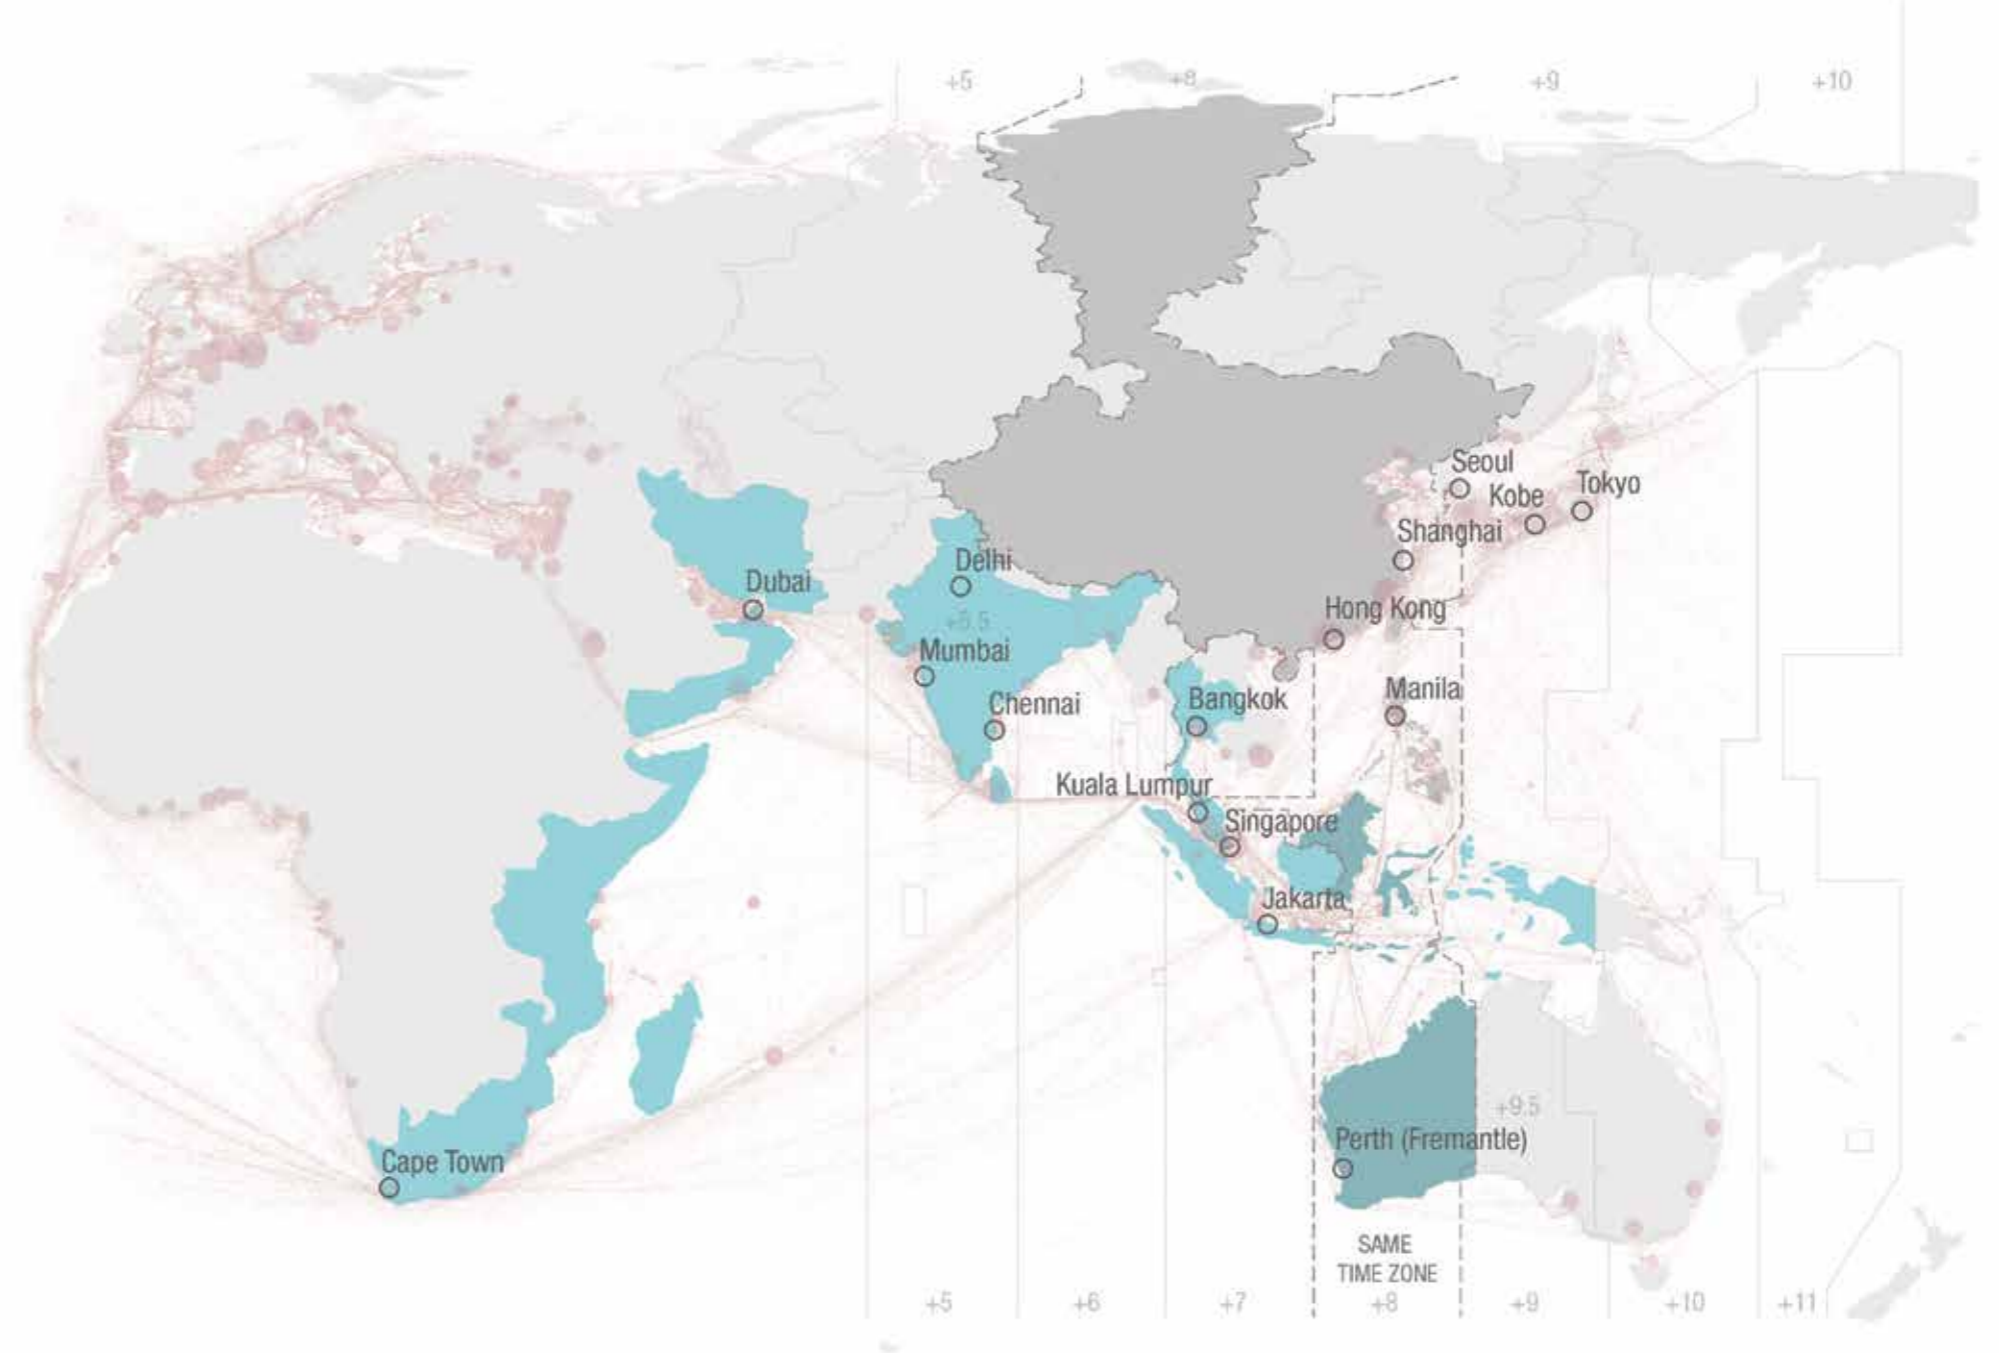 +5
+8
+9
+10
Seoul
Tokyo
Kobe
Shanghai
Delhi
Dubai
Hong Kong
+5.5
Mumbai
Manila
Chennai
Bangkok
Kuala Lumpur
Singapore
Jakarta
+9.5
Perth (Fremantle)
Cape Town
SAME
TIME ZONE
+5
+6
+7
+8
+9
+10
+11